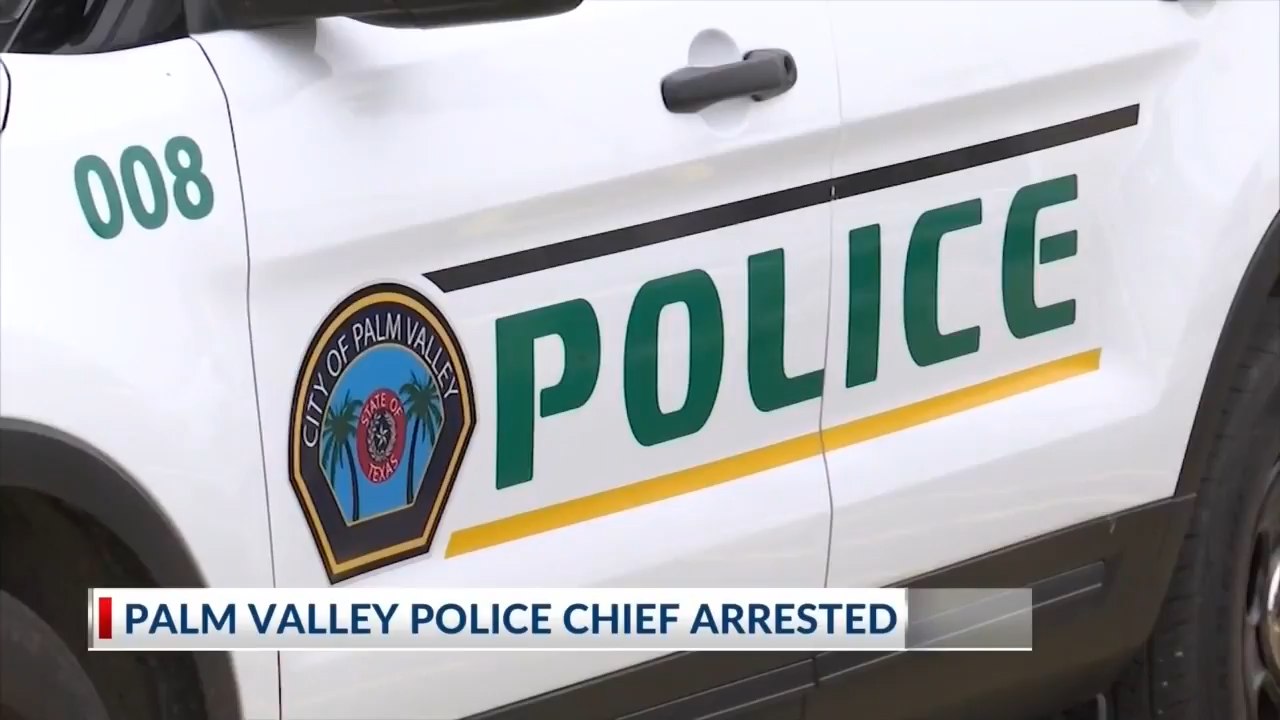 008
CITY OF PALM VALLEY
STATE OF
TEXAS
POLICE
PALM VALLEY POLICE CHIEF ARRESTED